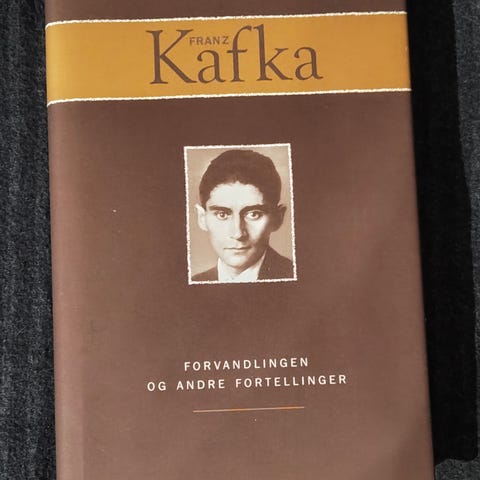 FRANZ
Kafka
FORVANDLINGEN
OG ANDRE FORTELLINGER